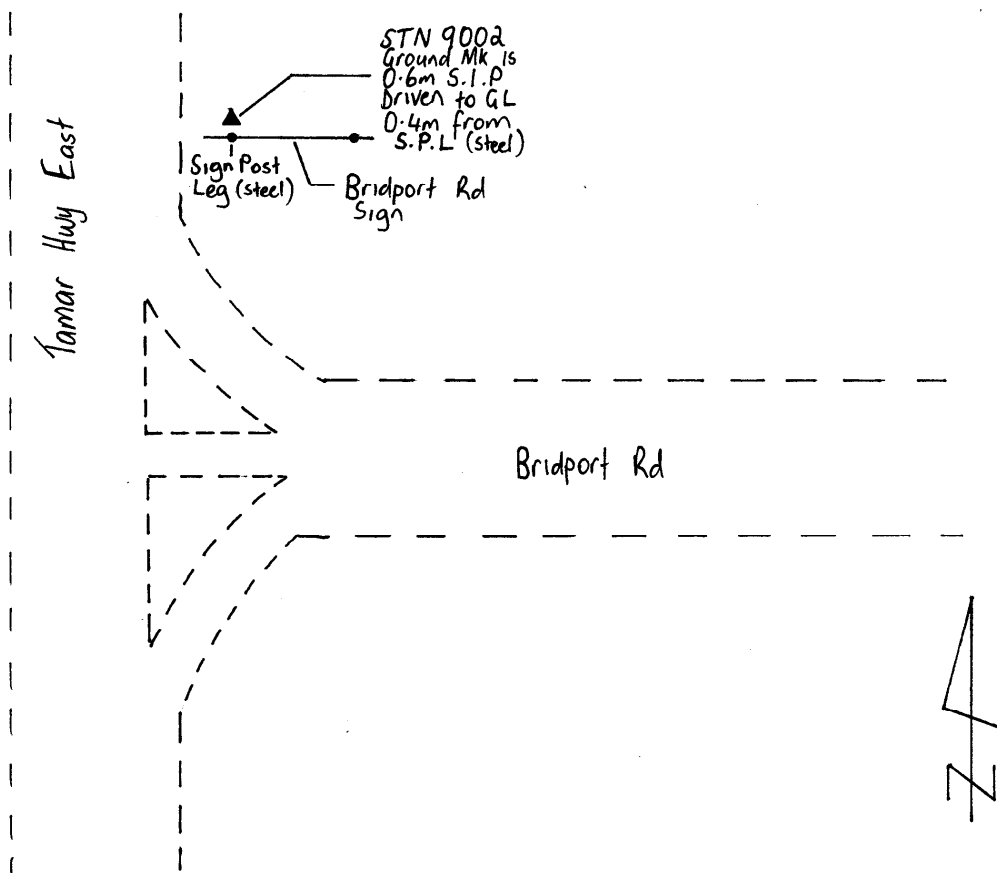 STN 9002
Ground Mk is
0.6m S.I.P
Driven to GL
0.4m from
S.P.L (steel)
Sign Post
Leg (steel)
Bridport Rd
Sign
Tamar Hwy East
Bridport Rd
N